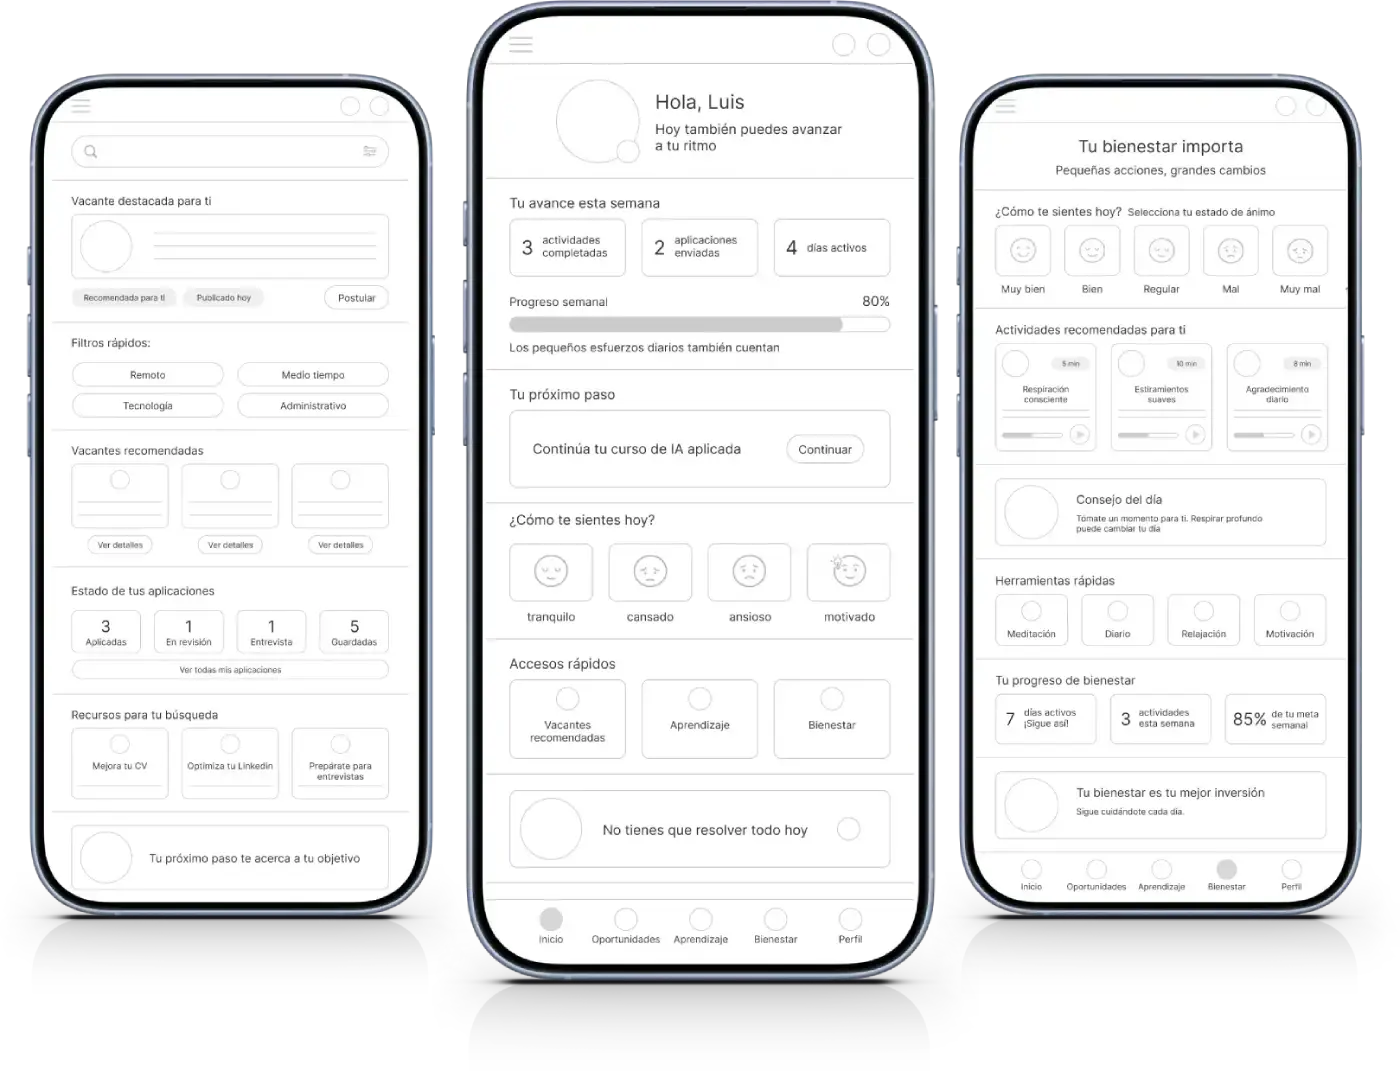 Vacante destacada para ti
Recomendada para ti
Publicado hoy
Postular
Filtros rápidos:
Remoto
Medio tiempo
Tecnología
Administrativo
Vacantes recomendadas
Ver detalles
Ver detalles
Ver detalles
Estado de tus aplicaciones
3
Aplicadas
1
En revisión
1
Entrevista
5
Guardadas
Ver todas mis aplicaciones
Recursos para tu búsqueda
Mejora tu CV
Optimiza tu Linkedin
Prepárate para
entrevistas
Tu próximo paso te acerca a tu objetivo
Hola, Luis
Hoy también puedes avanzar
a tu ritmo
Tu avance esta semana
3
actividades
completadas
2
aplicaciones
enviadas
4
días activos
Progreso semanal
80%
Los pequeños esfuerzos diarios también cuentan
Tu próximo paso
Continúa tu curso de IA aplicada
Continuar
¿Cómo te sientes hoy?
tranquilo
cansado
ansioso
motivado
Accesos rápidos
Vacantes
recomendadas
Aprendizaje
Bienestar
No tienes que resolver todo hoy
Inicio
Oportunidades
Aprendizaje
Bienestar
Perfil
Tu bienestar importa
Pequeñas acciones, grandes cambios
¿Cómo te sientes hoy? Selecciona tu estado de ánimo
Muy bien
Bien
Regular
Mal
Muy mal
Actividades recomendadas para ti
5 min
Respiración
consciente
10 min
Estiramientos
suaves
8 min
Agradecimiento
diario
Consejo del día
Tómate un momento para ti. Respirar profundo
puede cambiar tu día
Herramientas rápidas
Meditación
Diario
Relajación
Motivación
Tu progreso de bienestar
7
días activos
¡Sigue así!
3
actividades
esta semana
85%
de tu meta
semanal
Tu bienestar es tu mejor inversión
Sigue cuidándote cada día.
Inicio
Oportunidades
Aprendizaje
Bienestar
Perfil